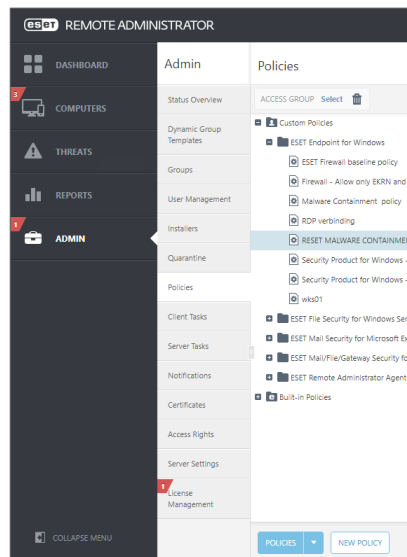 eset REMOTE ADMINISTRATOR
DASHBOARD
3
COMPUTERS
THREATS
REPORTS
1
ADMIN
COLLAPSE MENU
Admin
Status Overview
Dynamic Group
Templates
Groups
User Management
Installers
Quarantine
Policies
Client Tasks
Server Tasks
Notifications
Certificates
Access Rights
Server Settings
1
License
Management
Policies
ACCESS GROUP Select
Custom Policies
ESET Endpoint for Windows
ESET Firewall baseline policy
Firewall - Allow only EKRN and
Malware Containment policy
RDP verbinding
RESET MALWARE CONTAINME
Security Product for Windows -
Security Product for Windows -
wks01
ESET File Security for Windows Ser
ESET Mail Security for Microsoft Ex
ESET Mail/File/Gateway Security fo
ESET Remote Administrator Agent
Built-in Policies
POLICIES
NEW POLICY